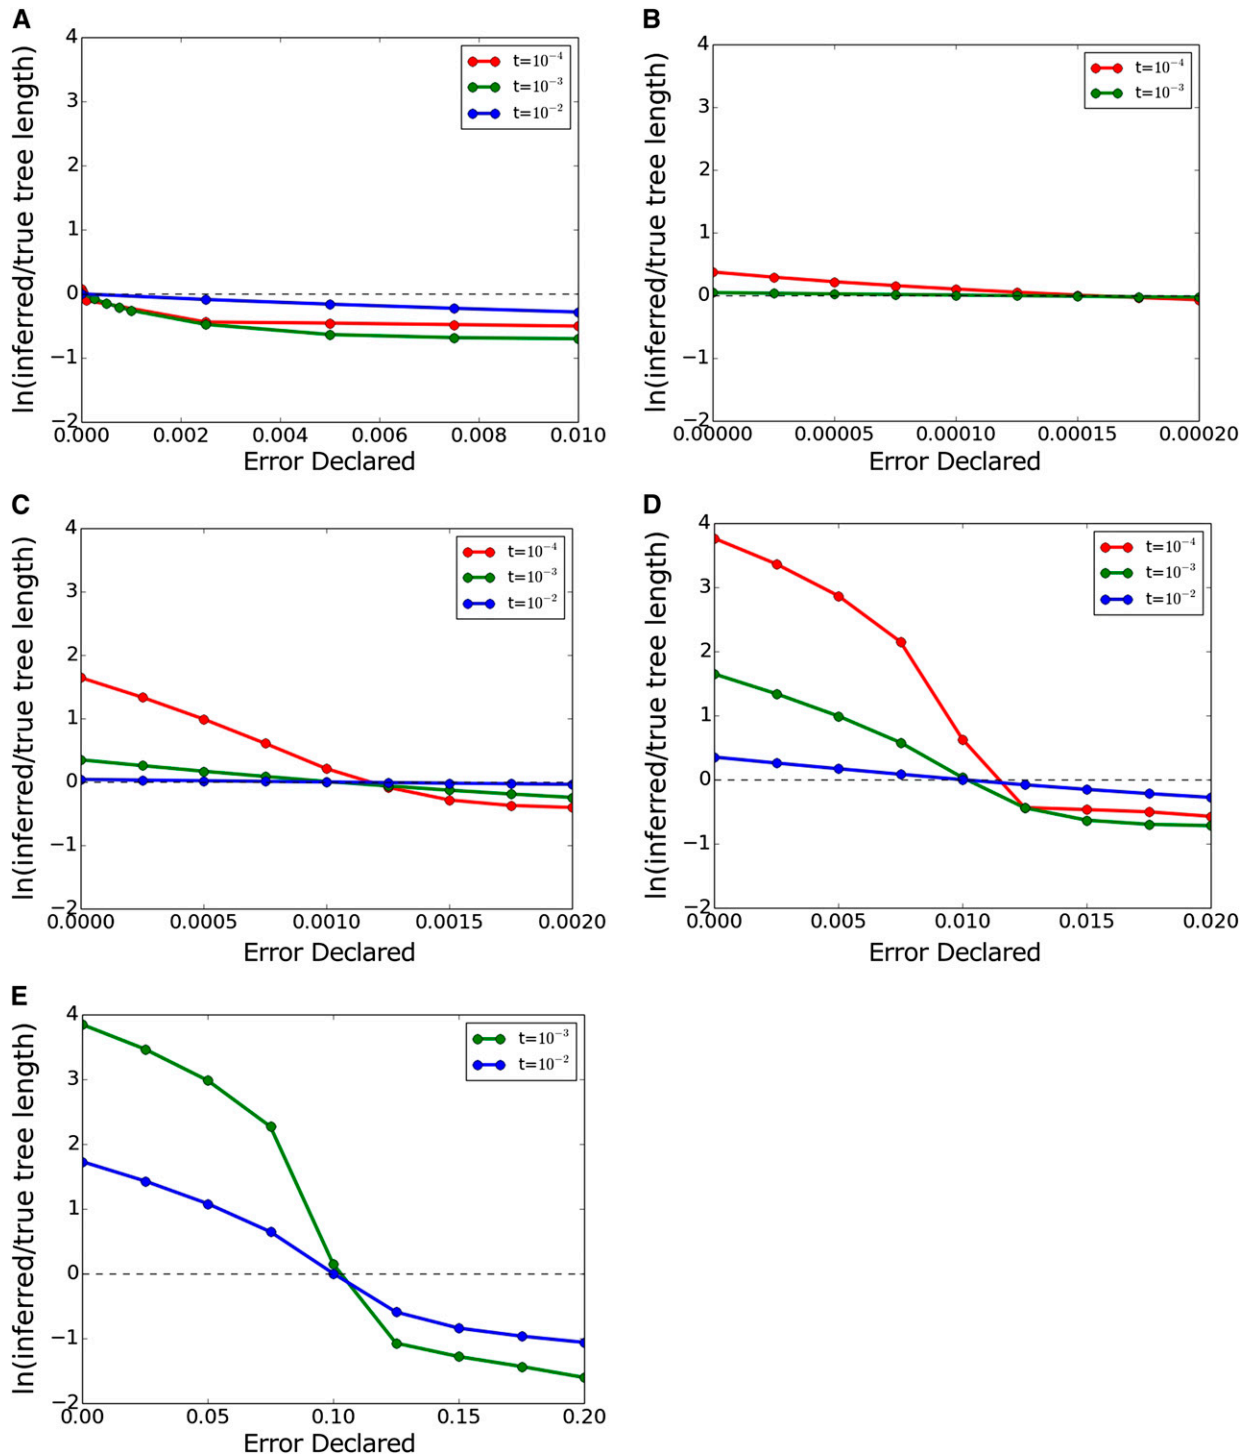 A
ln(inferred/true tree length)
4
3
2
1
0
−1
−2
0.000 0.002 0.004 0.006 0.008 0.010
Error Declared
t=10⁻⁴
t=10⁻³
t=10⁻²
B
ln(inferred/true tree length)
4
3
2
1
0
−1
−2
0.00000 0.00005 0.00010 0.00015 0.00020
Error Declared
t=10⁻⁴
t=10⁻³
C
ln(inferred/true tree length)
4
3
2
1
0
−1
−2
0.0000 0.0005 0.0010 0.0015 0.0020
Error Declared
t=10⁻⁴
t=10⁻³
t=10⁻²
D
ln(inferred/true tree length)
4
3
2
1
0
−1
−2
0.000 0.005 0.010 0.015 0.020
Error Declared
t=10⁻⁴
t=10⁻³
t=10⁻²
E
ln(inferred/true tree length)
4
3
2
1
0
−1
−2
0.00 0.05 0.10 0.15 0.20
Error Declared
t=10⁻³
t=10⁻²